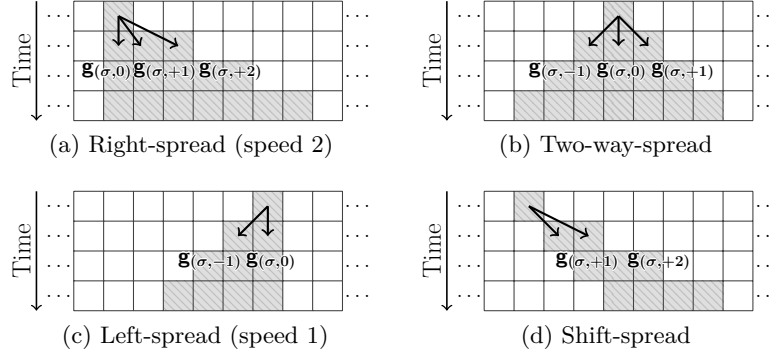 Time
... ...
... ...
g(σ,0) g(σ,+1) g(σ,+2)
... ...
... ...
(a) Right-spread (speed 2)
Time
... ...
... ...
g(σ,−1) g(σ,0) g(σ,+1)
... ...
... ...
(b) Two-way-spread
Time
... ...
... ...
g(σ,−1) g(σ,0)
... ...
... ...
(c) Left-spread (speed 1)
Time
... ...
... ...
g(σ,+1) g(σ,+2)
... ...
... ...
(d) Shift-spread